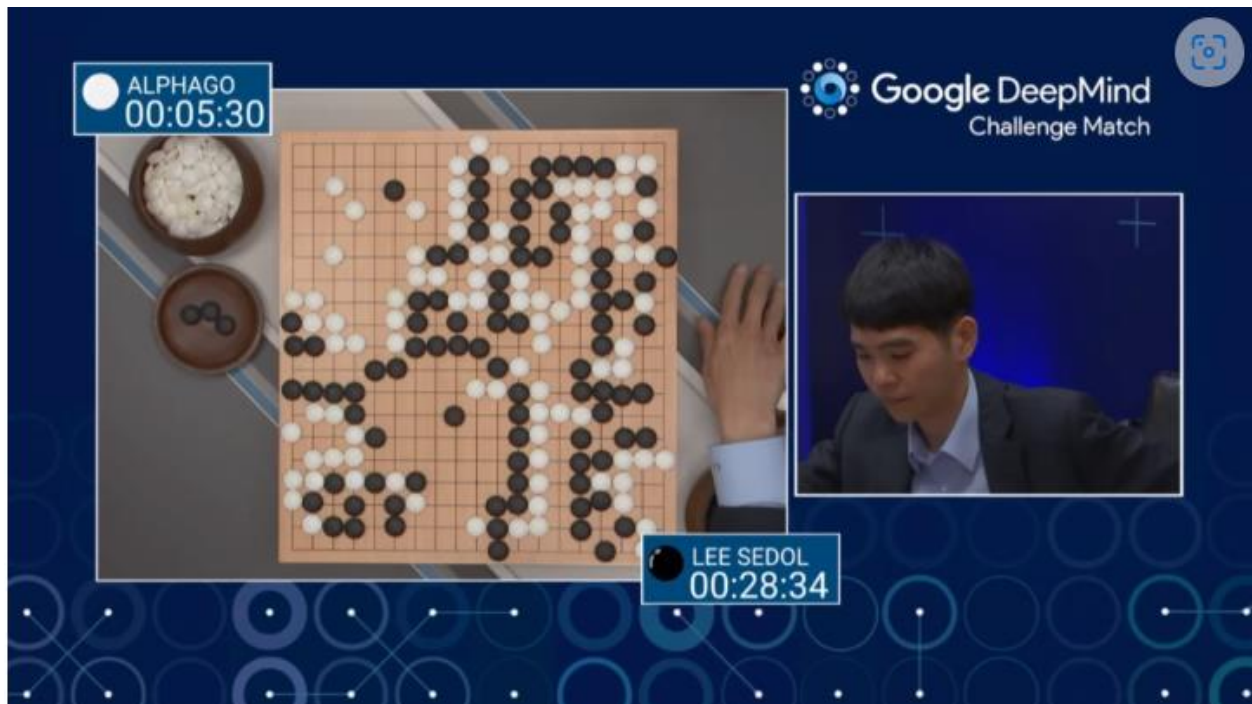 ALPHAGO
00:05:30
Google DeepMind
Challenge Match
LEE SEDOL
00:28:34